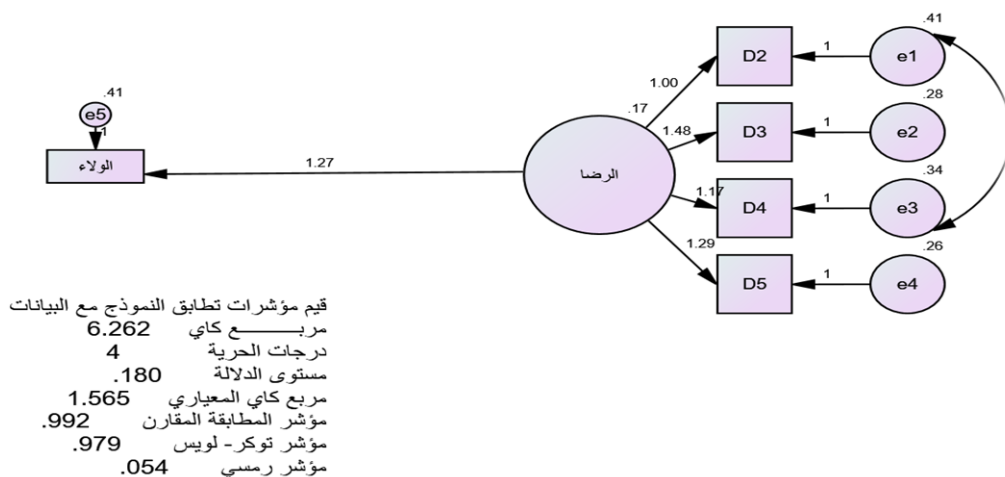 .41
D2
1
e1
1.00
.41
e5
1
.17
.28
D3
1
e2
1.48
الولاء
1.27
الرضا
.34
D4
1
e3
1.17
.26
D5
1
e4
1.29
قيم مؤشرات تطابق النموذج مع البيانات
مربـــــــع كاي 6.262
درجات الحرية 4
مستوى الدلالة .180
مربع كاي المعياري 1.565
مؤشر المطابقة المقارن .992
مؤشر توكر- لويس .979
مؤشر رمسي .054